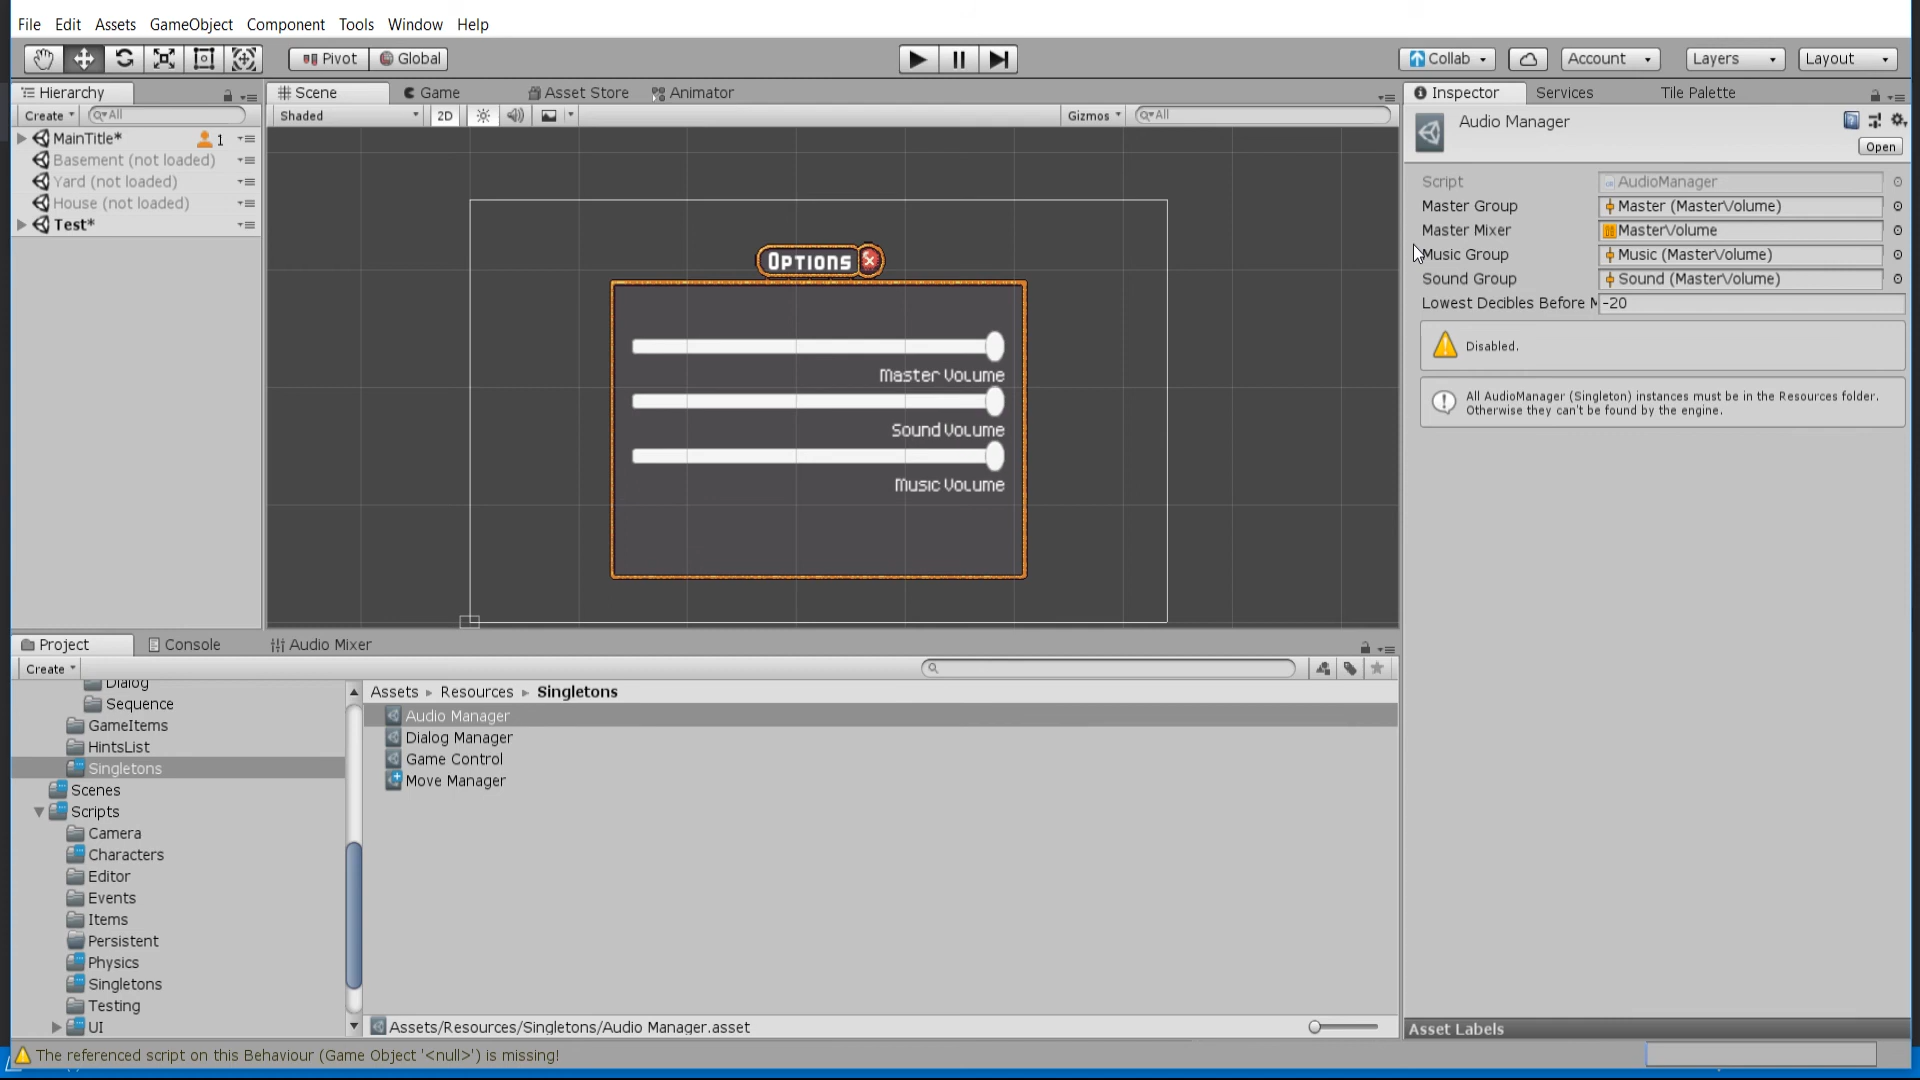 File Edit Assets GameObject Component Tools Window Help
Pivot Global Collab Account Layers Layout
Hierarchy
Create All
MainTitle* 1
Basement (not loaded)
Yard (not loaded)
House (not loaded)
Test*
Scene Game Asset Store Animator
Shaded 2D Gizmos All
Options
Master Volume
Sound Volume
Music Volume
Inspector Services Tile Palette
Audio Manager
Open
Script AudioManager
Master Group Master (MasterVolume)
Master Mixer MasterVolume
Music Group Music (MasterVolume)
Sound Group Sound (MasterVolume)
Lowest Decibles Before M -20
Disabled.
All AudioManager (Singleton) instances must be in the Resources folder.
Otherwise they can't be found by the engine.
Project Console Audio Mixer
Create
Dialog
Sequence
GameItems
HintsList
Singletons
Scenes
Scripts
Camera
Characters
Editor
Events
Items
Persistent
Physics
Singletons
Testing
UI
Assets Resources Singletons
Audio Manager
Dialog Manager
Game Control
Move Manager
Assets/Resources/Singletons/Audio Manager.asset
Asset Labels
The referenced script on this Behaviour (Game Object '<null>') is missing!